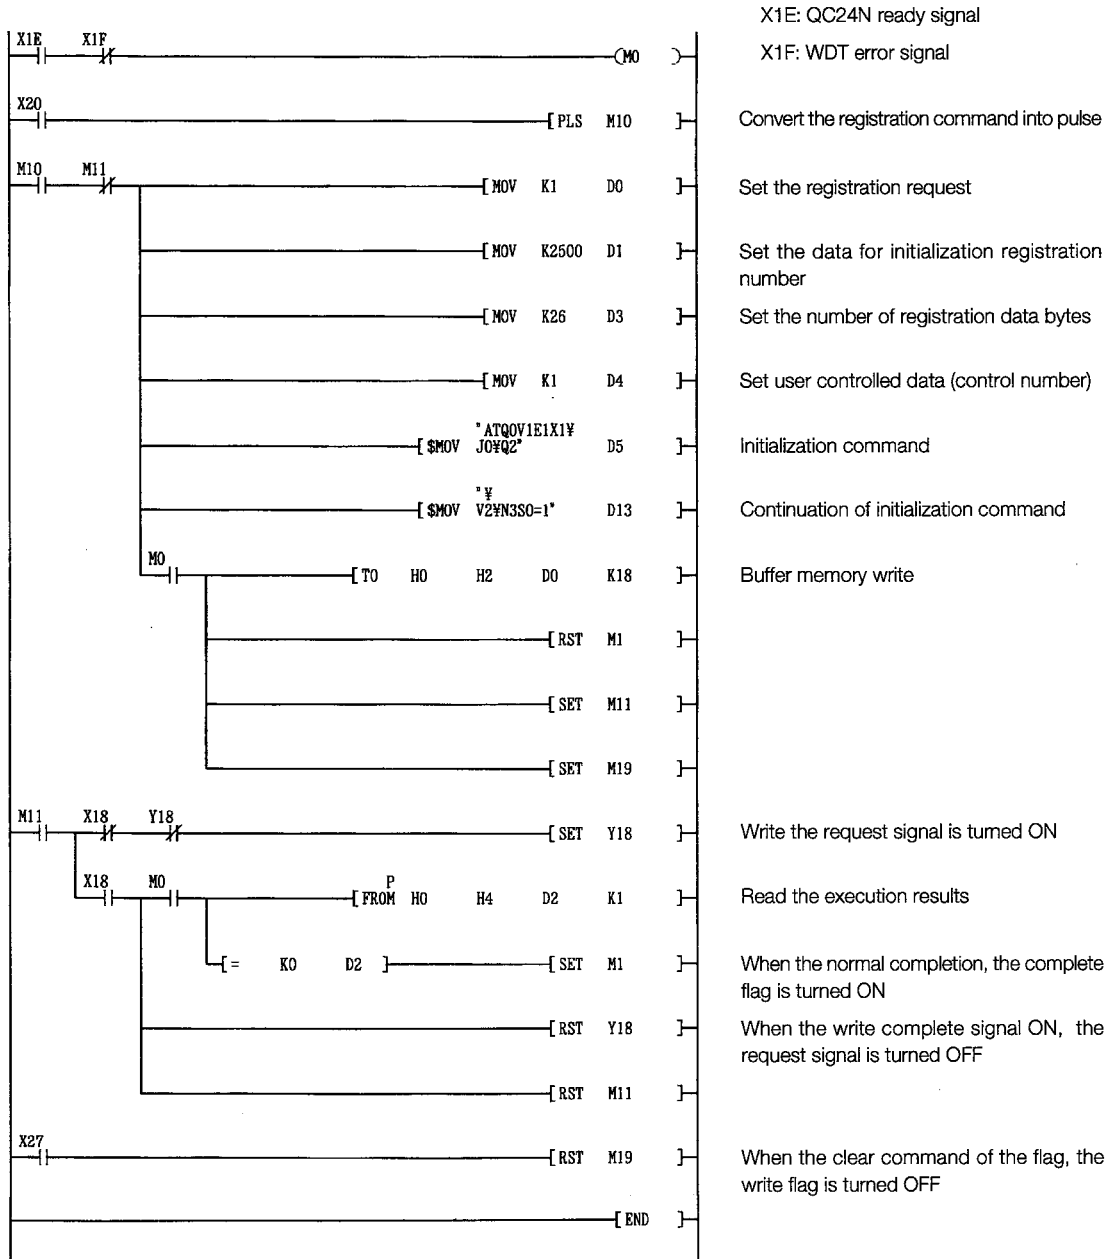 X1E: QC24N ready signal
X1E X1F (M0 ) X1F: WDT error signal
X20 [ PLS M10 ] Convert the registration command into pulse
M10 M11 [ MOV K1 D0 ] Set the registration request
[ MOV K2500 D1 ] Set the data for initialization registration
number
[ MOV K26 D3 ] Set the number of registration data bytes
[ MOV K1 D4 ] Set user controlled data (control number)
"ATQ0V1E1X1¥
[ $MOV J0¥Q2" D5 ] Initialization command
"¥
[ $MOV V2¥N3S0=1" D13 ] Continuation of initialization command
M0 [ TO H0 H2 D0 K18 ] Buffer memory write
[ RST M1 ]
[ SET M11 ]
[ SET M19 ]
M11 X18 Y18 [ SET Y18 ] Write the request signal is turned ON
P
X18 M0 [ FROM H0 H4 D2 K1 ] Read the execution results
[ = K0 D2 ] [ SET M1 ] When the normal completion, the complete
flag is turned ON
[ RST Y18 ] When the write complete signal ON, the
request signal is turned OFF
[ RST M11 ]
X27 [ RST M19 ] When the clear command of the flag, the
write flag is turned OFF
[ END ]